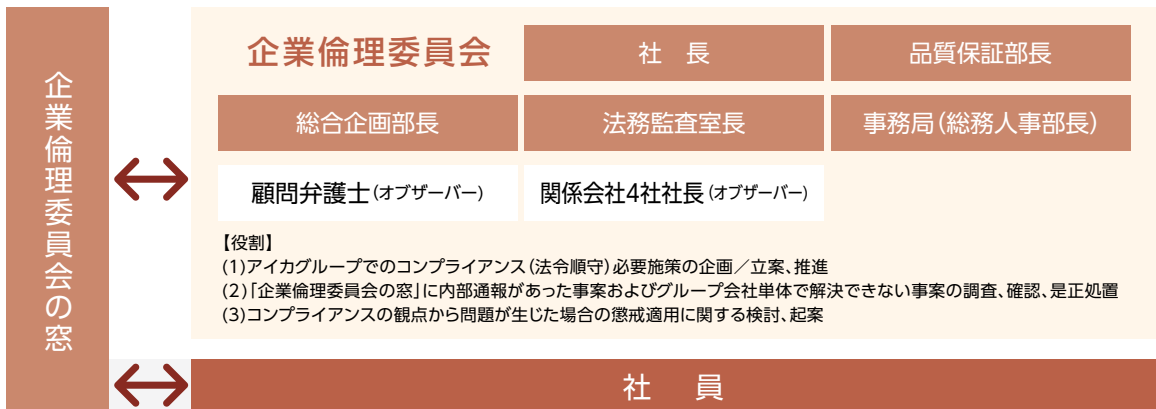 企業倫理委員会の窓
企業倫理委員会
社 長
品質保証部長
総合企画部長
法務監査室長
事務局(総務人事部長)
顧問弁護士(オブザーバー)
関係会社4社社長(オブザーバー)
【役割】
(1)アイカグループでのコンプライアンス(法令順守)必要施策の企画／立案、推進
(2)「企業倫理委員会の窓」に内部通報があった事案およびグループ会社単体で解決できない事案の調査、確認、是正処置
(3)コンプライアンスの観点から問題が生じた場合の懲戒適用に関する検討、起案
社 員